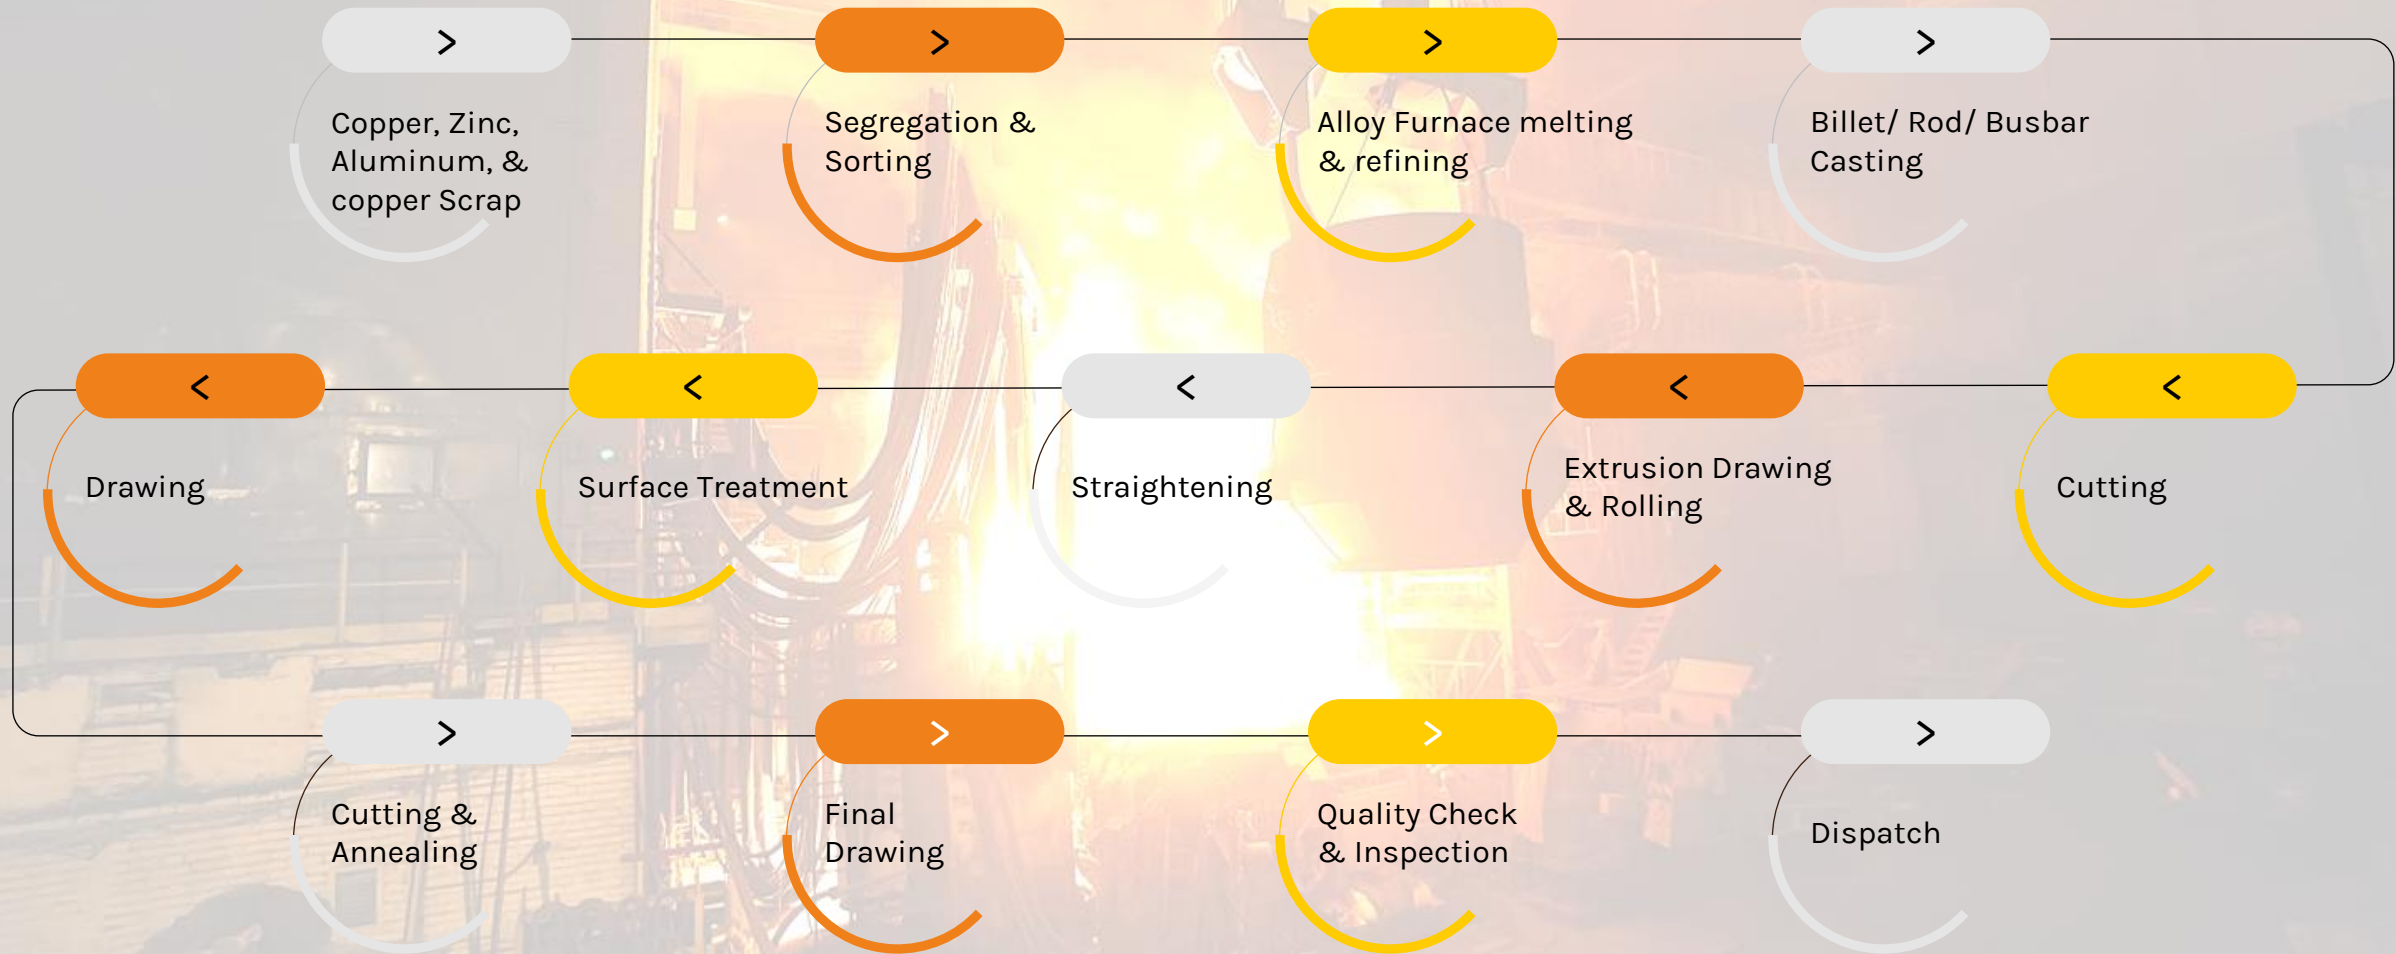 >
>
>
>
Copper, Zinc,
Aluminum, &
copper Scrap
Segregation &
Sorting
Alloy Furnace melting
& refining
Billet/ Rod/ Busbar
Casting
<
<
<
<
<
Drawing
Surface Treatment
Straightening
Extrusion Drawing
& Rolling
Cutting
>
>
>
>
Cutting &
Annealing
Final
Drawing
Quality Check
& Inspection
Dispatch